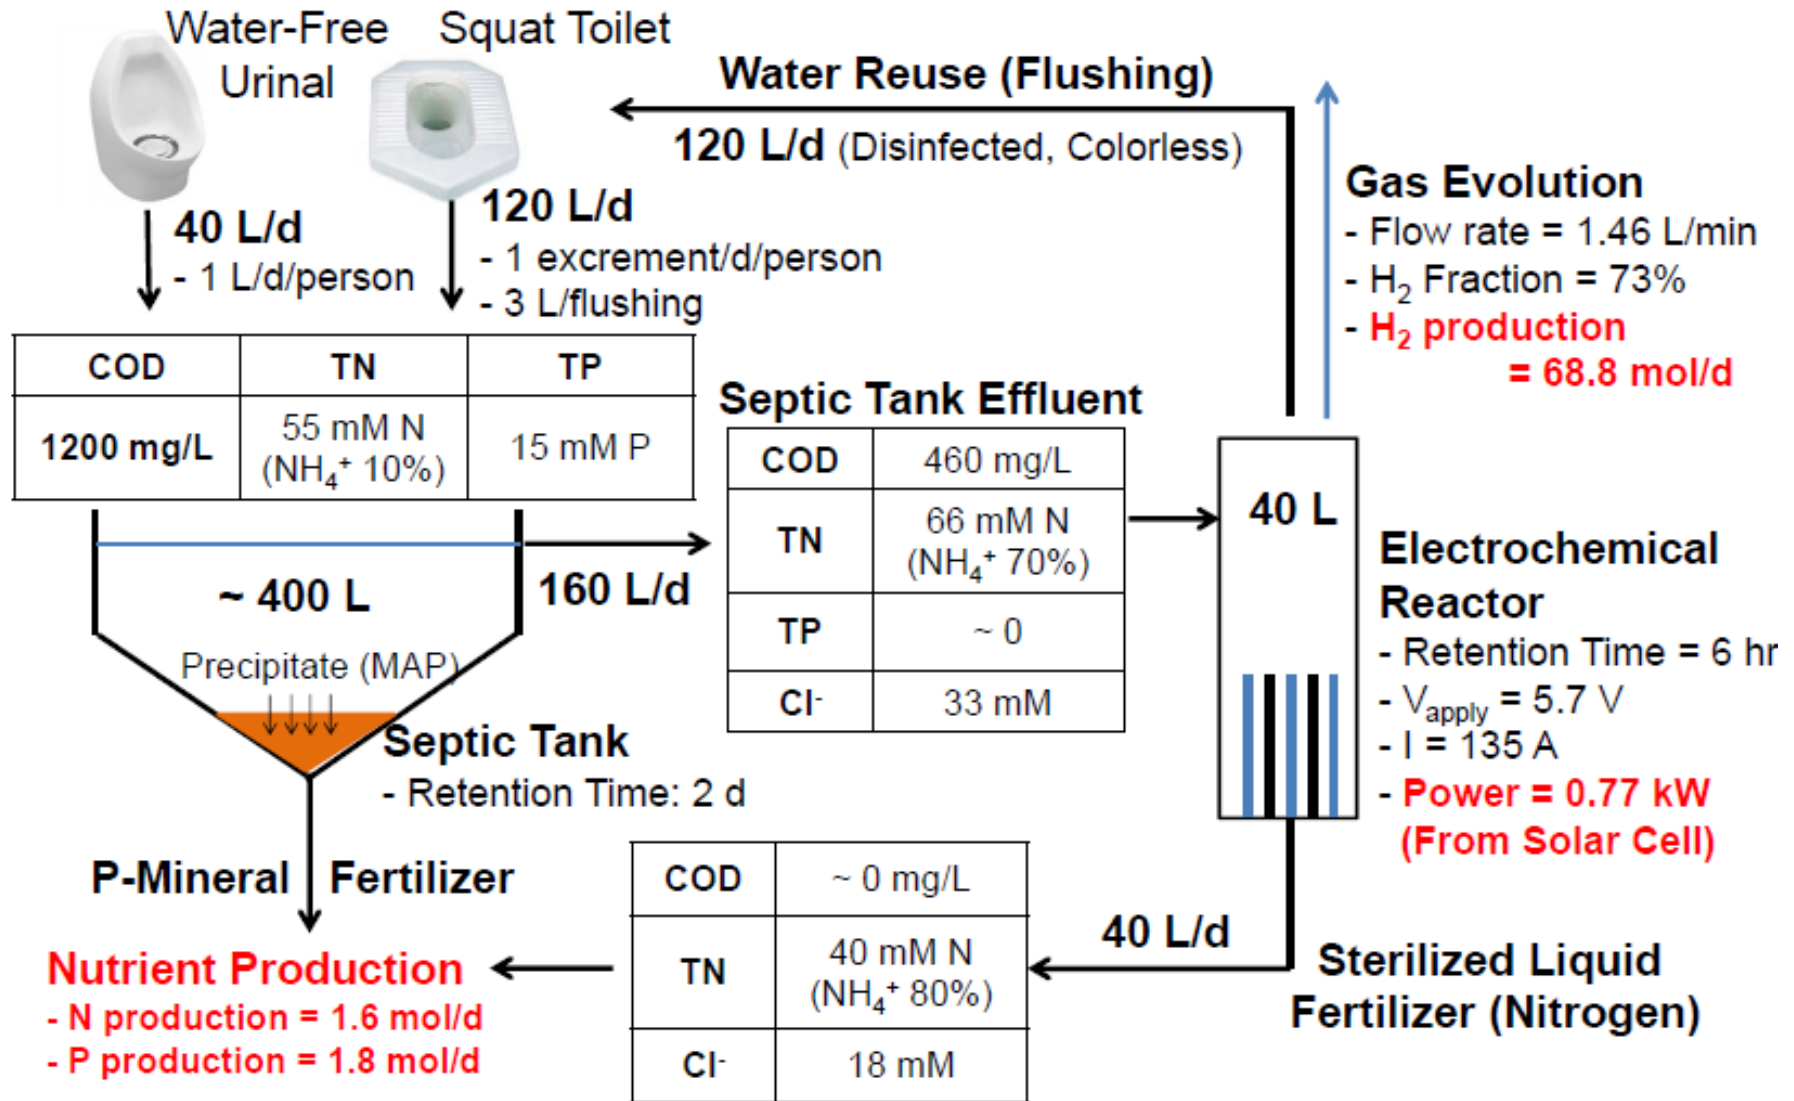 Water-Free
Urinal
Squat Toilet
Water Reuse (Flushing)
120 L/d (Disinfected, Colorless)
40 L/d
- 1 L/d/person
120 L/d
- 1 excrement/d/person
- 3 L/flushing
Gas Evolution
- Flow rate = 1.46 L/min
- H₂ Fraction = 73%
- H₂ production
= 68.8 mol/d
COD TN TP
1200 mg/L 55 mM N (NH₄⁺ 10%) 15 mM P
Septic Tank Effluent
COD 460 mg/L
TN 66 mM N
(NH₄⁺ 70%)
TP ~ 0
Cl⁻ 33 mM
40 L
~ 400 L
160 L/d
Precipitate (MAP)
Septic Tank
- Retention Time: 2 d
Electrochemical
Reactor
- Retention Time = 6 hr
- Vapply = 5.7 V
- I = 135 A
- Power = 0.77 kW
(From Solar Cell)
P-Mineral Fertilizer
COD ~ 0 mg/L
TN 40 mM N
(NH₄⁺ 80%)
Cl⁻ 18 mM
40 L/d
Sterilized Liquid
Fertilizer (Nitrogen)
Nutrient Production
- N production = 1.6 mol/d
- P production = 1.8 mol/d